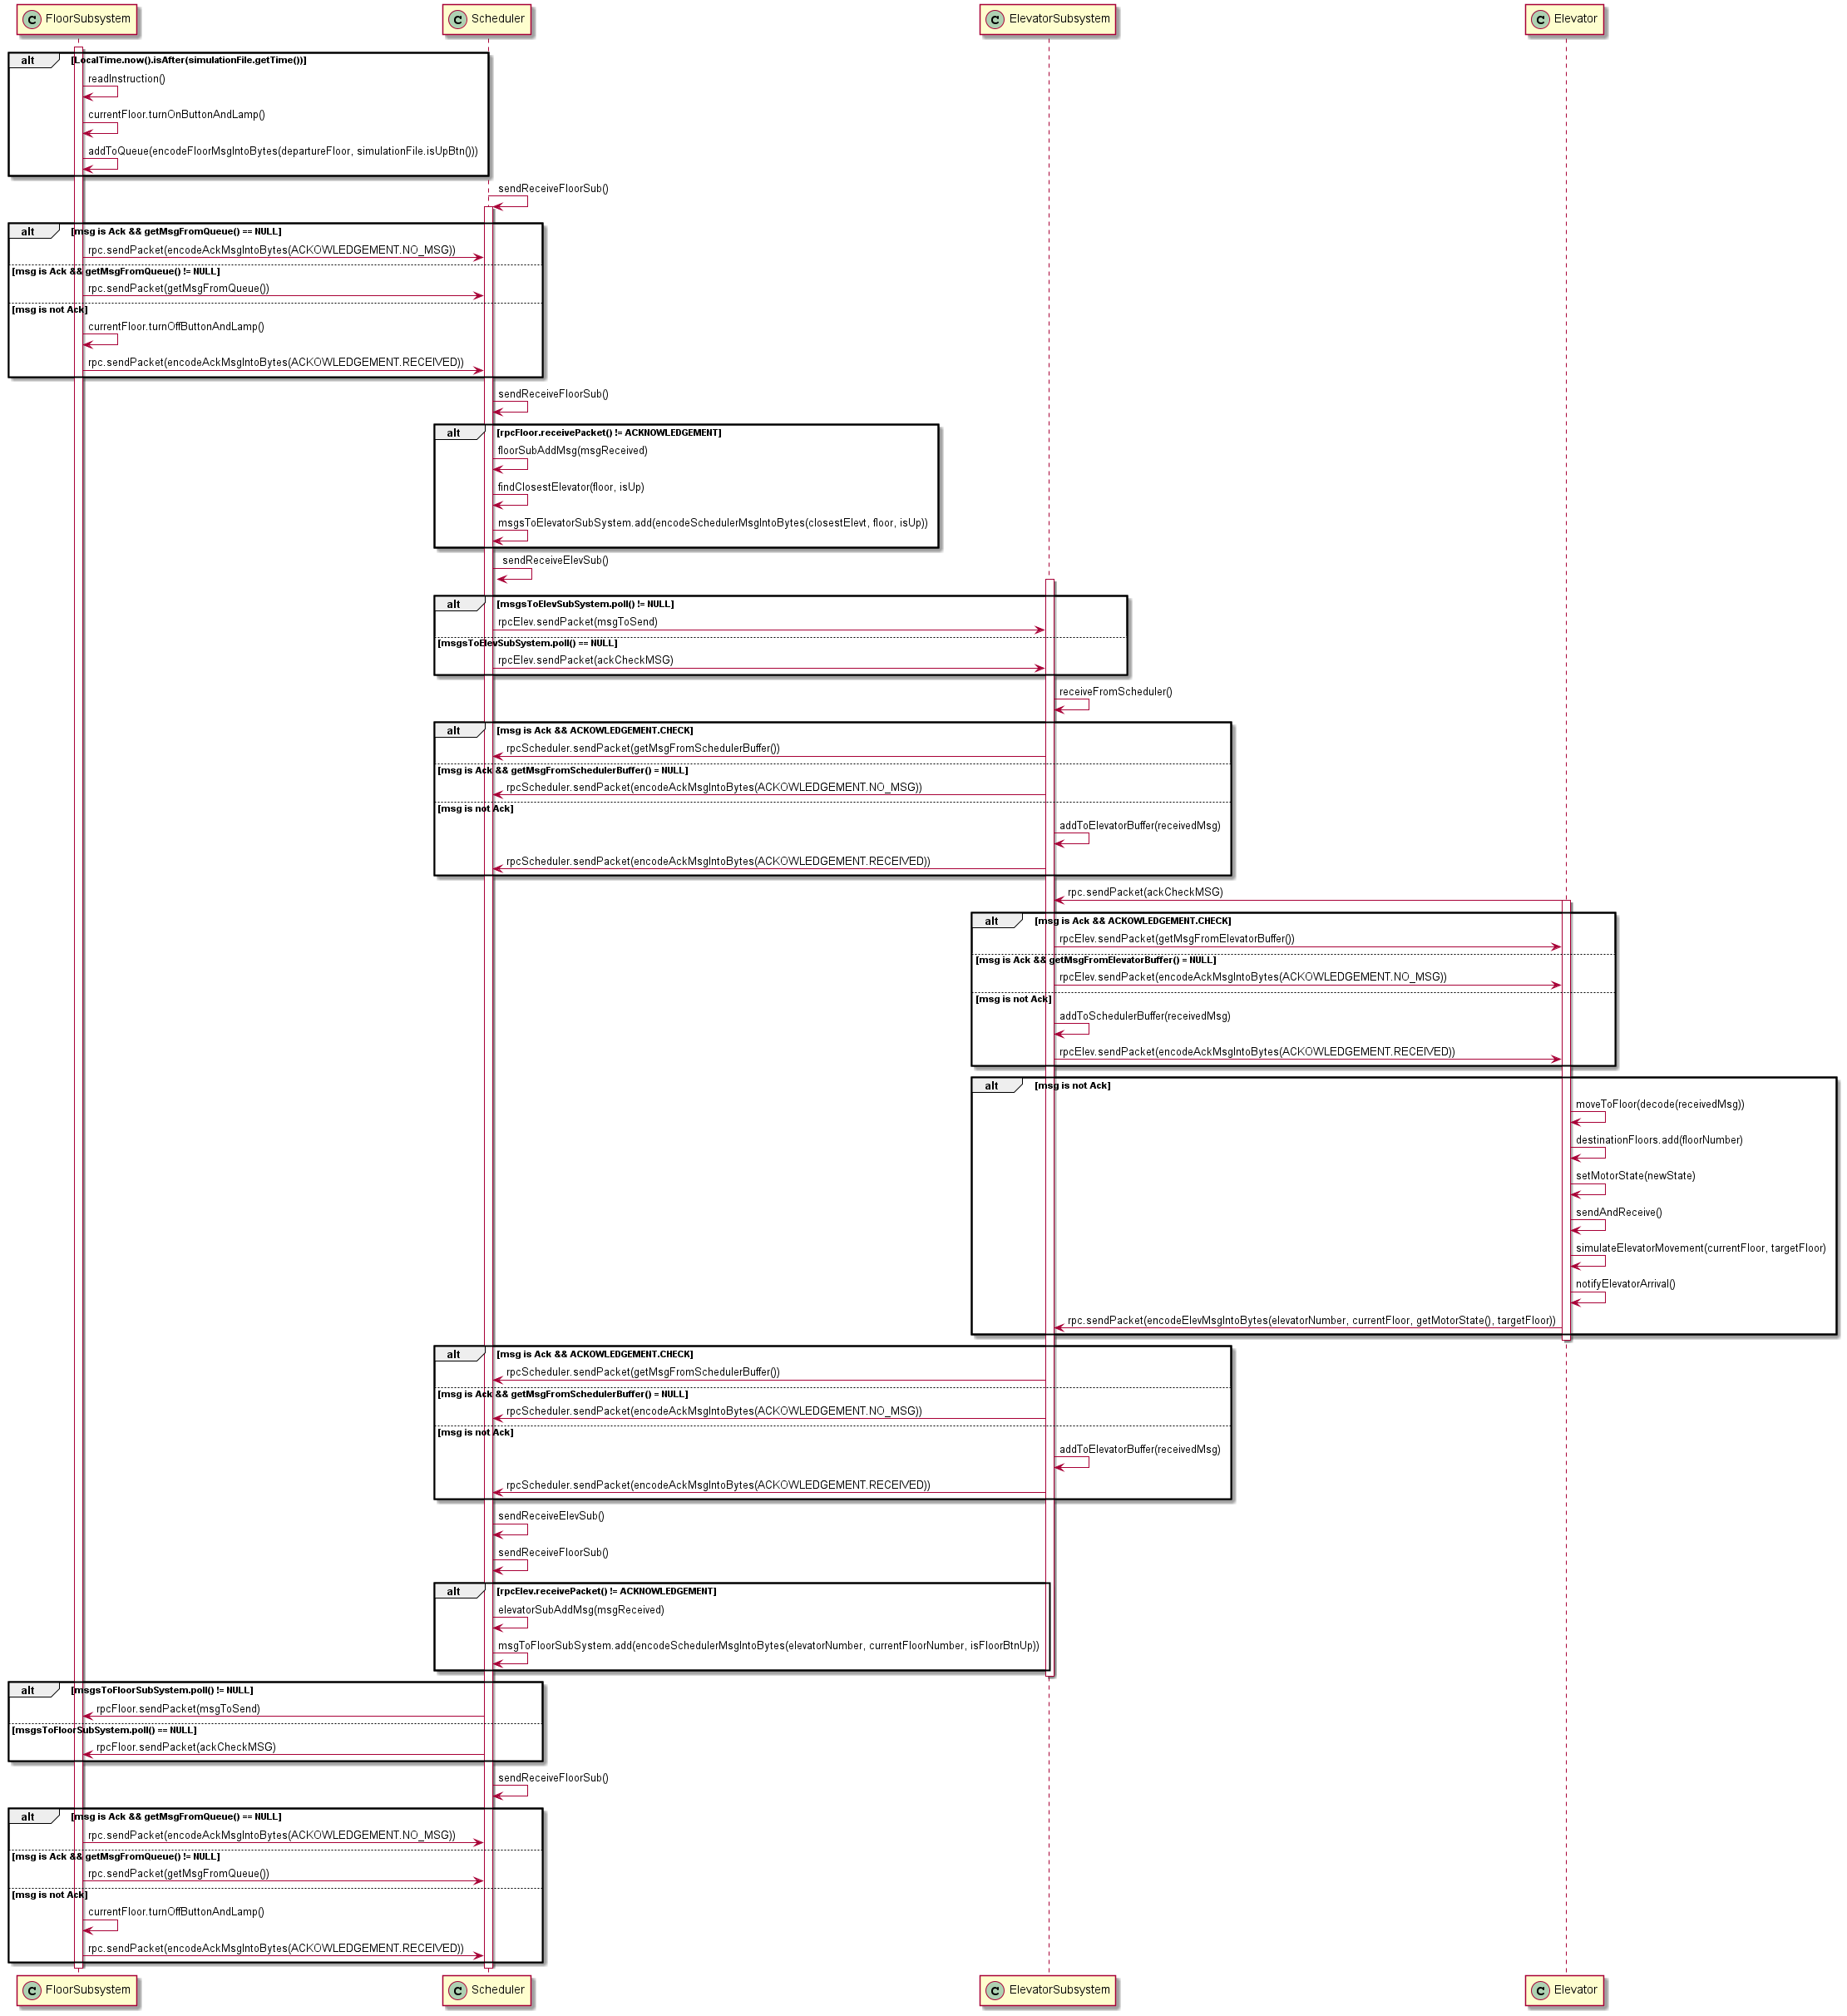 C FloorSubsystem
C Scheduler
C ElevatorSubsystem
C Elevator
alt [LocalTime.now().isAfter(simulationFile.getTime())]
readInstruction()
currentFloor.turnOnButtonAndLamp()
addToQueue(encodeFloorMsgIntoBytes(departureFloor, simulationFile.isUpBtn()))
sendReceiveFloorSub()
alt [msg is Ack && getMsgFromQueue() == NULL]
rpc.sendPacket(encodeAckMsgIntoBytes(ACKOWLEDGEMENT.NO_MSG))
[msg is Ack && getMsgFromQueue() != NULL]
rpc.sendPacket(getMsgFromQueue())
[msg is not Ack]
currentFloor.turnOffButtonAndLamp()
rpc.sendPacket(encodeAckMsgIntoBytes(ACKOWLEDGEMENT.RECEIVED))
sendReceiveFloorSub()
alt [rpcFloor.receivePacket() != ACKNOWLEDGEMENT]
floorSubAddMsg(msgReceived)
findClosestElevator(floor, isUp)
msgsToElevatorSubSystem.add(encodeSchedulerMsgIntoBytes(closestElevt, floor, isUp))
sendReceiveElevSub()
alt [msgsToElevSubSystem.poll() != NULL]
rpcElev.sendPacket(msgToSend)
[msgsToElevSubSystem.poll() == NULL]
rpcElev.sendPacket(ackCheckMSG)
receiveFromScheduler()
alt [msg is Ack && ACKOWLEDGEMENT.CHECK]
rpcScheduler.sendPacket(getMsgFromSchedulerBuffer())
[msg is Ack && getMsgFromSchedulerBuffer() = NULL]
rpcScheduler.sendPacket(encodeAckMsgIntoBytes(ACKOWLEDGEMENT.NO_MSG))
[msg is not Ack]
addToElevatorBuffer(receivedMsg)
rpcScheduler.sendPacket(encodeAckMsgIntoBytes(ACKOWLEDGEMENT.RECEIVED))
rpc.sendPacket(ackCheckMSG)
alt [msg is Ack && ACKOWLEDGEMENT.CHECK]
rpcElev.sendPacket(getMsgFromElevatorBuffer())
[msg is Ack && getMsgFromElevatorBuffer() = NULL]
rpcElev.sendPacket(encodeAckMsgIntoBytes(ACKOWLEDGEMENT.NO_MSG))
[msg is not Ack]
addToSchedulerBuffer(receivedMsg)
rpcElev.sendPacket(encodeAckMsgIntoBytes(ACKOWLEDGEMENT.RECEIVED))
alt [msg is not Ack]
moveToFloor(decode(receivedMsg))
destinationFloors.add(floorNumber)
setMotorState(newState)
sendAndReceive()
simulateElevatorMovement(currentFloor, targetFloor)
notifyElevatorArrival()
rpc.sendPacket(encodeElevMsgIntoBytes(elevatorNumber, currentFloor, getMotorState(), targetFloor))
alt [msg is Ack && ACKOWLEDGEMENT.CHECK]
rpcScheduler.sendPacket(getMsgFromSchedulerBuffer())
[msg is Ack && getMsgFromSchedulerBuffer() = NULL]
rpcScheduler.sendPacket(encodeAckMsgIntoBytes(ACKOWLEDGEMENT.NO_MSG))
[msg is not Ack]
addToElevatorBuffer(receivedMsg)
rpcScheduler.sendPacket(encodeAckMsgIntoBytes(ACKOWLEDGEMENT.RECEIVED))
sendReceiveElevSub()
sendReceiveFloorSub()
alt [rpcElev.receivePacket() != ACKNOWLEDGEMENT]
elevatorSubAddMsg(msgReceived)
msgToFloorSubSystem.add(encodeSchedulerMsgIntoBytes(elevatorNumber, currentFloorNumber, isFloorBtnUp))
alt [msgsToFloorSubSystem.poll() != NULL]
rpcFloor.sendPacket(msgToSend)
[msgsToFloorSubSystem.poll() == NULL]
rpcFloor.sendPacket(ackCheckMSG)
sendReceiveFloorSub()
alt [msg is Ack && getMsgFromQueue() == NULL]
rpc.sendPacket(encodeAckMsgIntoBytes(ACKOWLEDGEMENT.NO_MSG))
[msg is Ack && getMsgFromQueue() != NULL]
rpc.sendPacket(getMsgFromQueue())
[msg is not Ack]
currentFloor.turnOffButtonAndLamp()
rpc.sendPacket(encodeAckMsgIntoBytes(ACKOWLEDGEMENT.RECEIVED))
C FloorSubsystem
C Scheduler
C ElevatorSubsystem
C Elevator